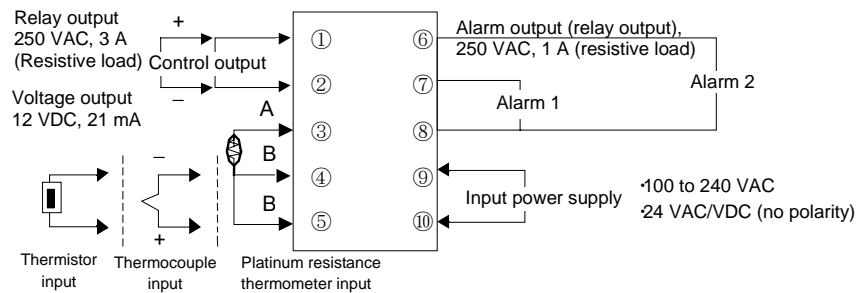 Relay output
250 VAC, 3 A
(Resistive load)
Control output
Voltage output
12 VDC, 21 mA
+
−
A
B
B
−
+
Thermistor
input
Thermocouple
input
Platinum resistance
thermometer input
①
②
③
④
⑤
⑥
⑦
⑧
⑨
⑩
Alarm output (relay output),
250 VAC, 1 A (resistive load)
Alarm 1
Alarm 2
Input power supply
•100 to 240 VAC
•24 VAC/VDC (no polarity)